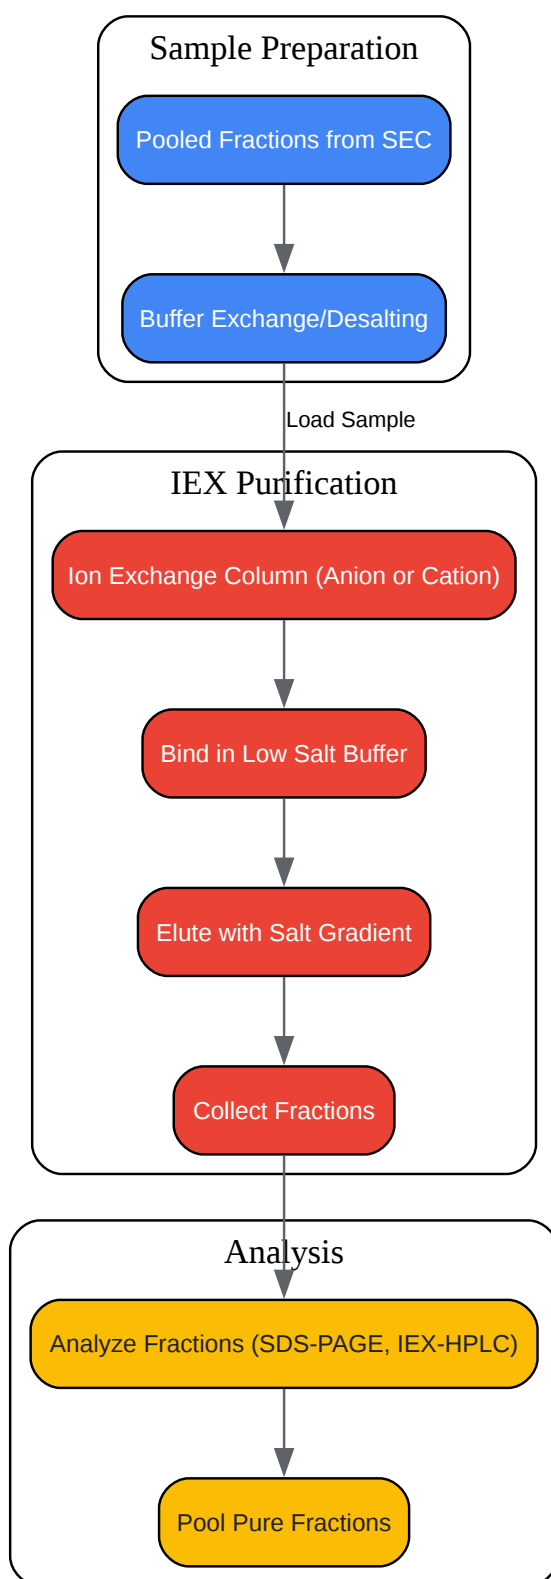 Sample Preparation
Pooled Fractions from SEC
Buffer Exchange/Desalting
Load Sample
IEX Purification
Ion Exchange Column (Anion or Cation)
Bind in Low Salt Buffer
Elute with Salt Gradient
Collect Fractions
Analysis
Analyze Fractions (SDS-PAGE, IEX-HPLC)
Pool Pure Fractions